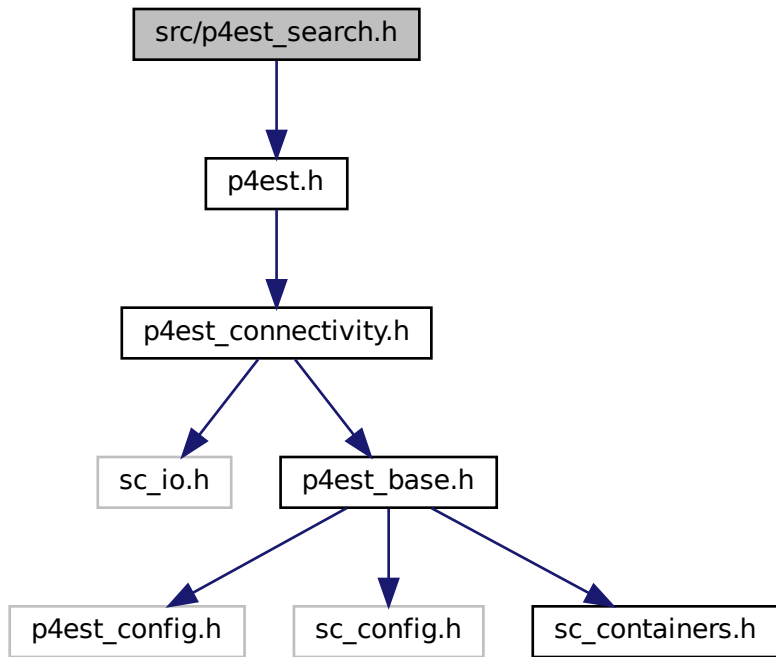 src/p4est_search.h
p4est.h
p4est_connectivity.h
sc_io.h
p4est_base.h
p4est_config.h
sc_config.h
sc_containers.h